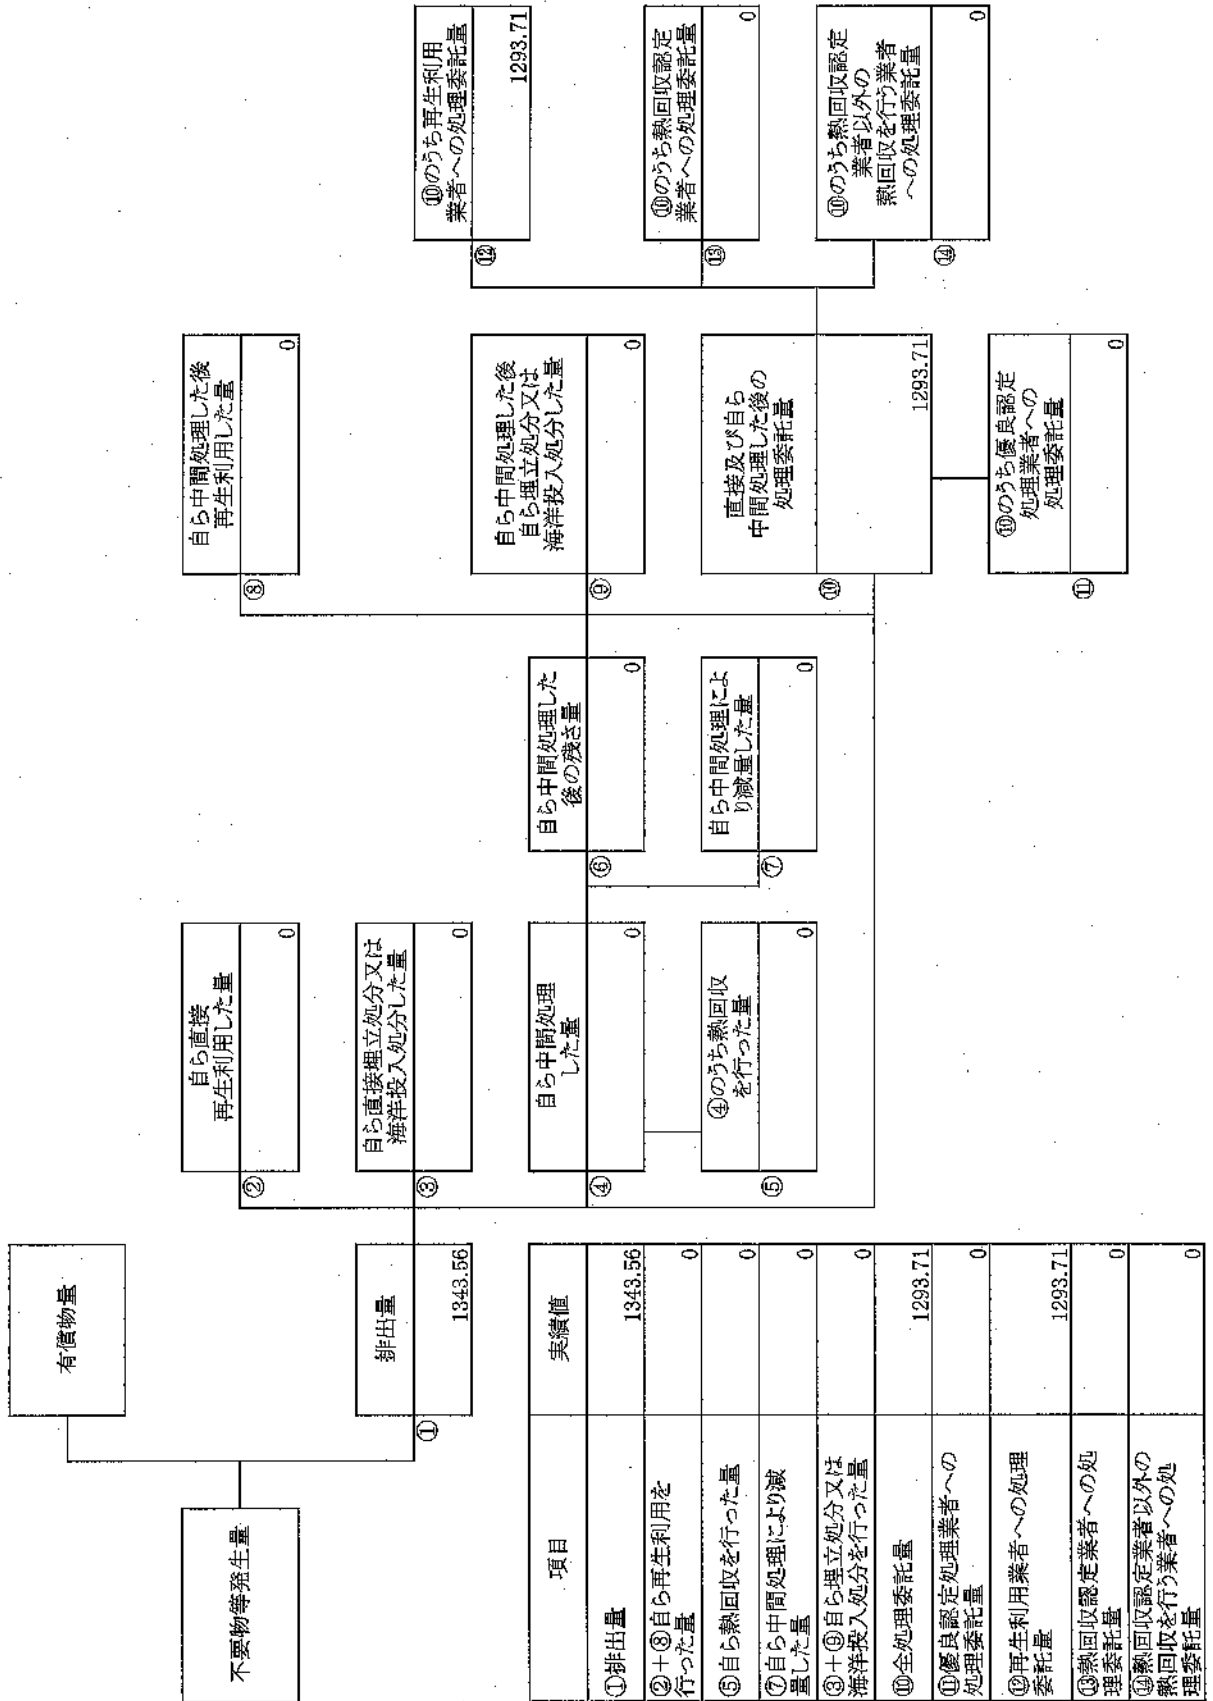 不要物等発生量
有償物量
①
排出量
1343.56
②
自ら直接
再生利用した量
0
③
自ら直接埋立処分又は
海洋投入処分した量
0
④
自ら中間処理
した量
0
⑤
④のうち熱回収
を行った量
0
⑥
自ら中間処理した
後の残さ量
0
⑦
自ら中間処理によ
り減量した量
0
⑧
自ら中間処理した後
再生利用した量
0
⑨
自ら中間処理した後
自ら埋立処分又は
海洋投入処分した量
0
⑩
直接及び自ら
中間処理した後の
処理委託量
1293.71
⑪
⑩のうち優良認定
処理業者への
処理委託量
0
⑫
⑩のうち再生利用
業者への処理委託量
1293.71
⑬
⑩のうち熱回収認定
業者への処理委託量
0
⑭
⑩のうち熱回収認定
業者以外の
熱回収を行う業者
への処理委託量
0
項目 実績値
①排出量 1343.56
②+⑧自ら再生利用を
行った量 0
⑤自ら熱回収を行った量 0
⑦自ら中間処理により減
量した量 0
③+⑨自ら埋立処分又は
海洋投入処分を行った量 0
⑩全処理委託量 1293.71
⑪優良認定処理業者への
処理委託量 0
⑫再生利用業者への処理
委託量 1293.71
⑬熱回収認定業者への処
理委託量 0
⑭熱回収認定業者以外の
熱回収を行う業者への処
理委託量 0